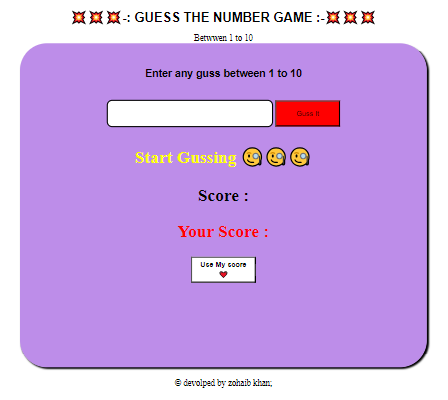 💥💥💥-: GUESS THE NUMBER GAME :-💥💥💥
Betwwen 1 to 10
Enter any guss between 1 to 10
Guss It
Start Gussing 🧐🧐🧐
Score :
Your Score :
Use My score
❤
© devolped by zohaib khan;